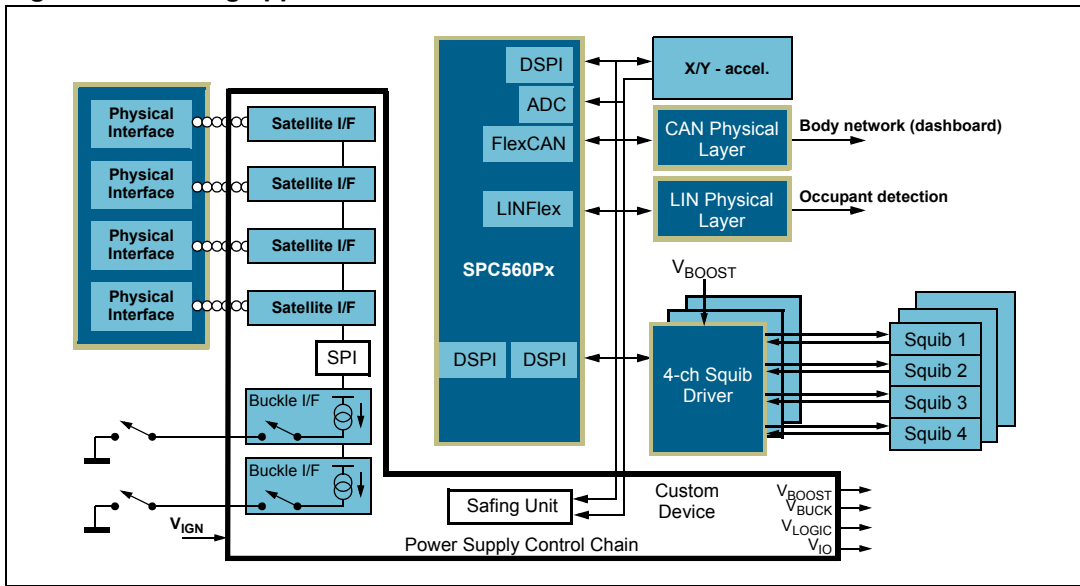 DSPI
X/Y - accel.
ADC
Physical
Interface
Satellite I/F
FlexCAN
CAN Physical
Layer
Body network (dashboard)
Physical
Interface
Satellite I/F
LINFlex
LIN Physical
Layer
Occupant detection
Physical
Interface
Satellite I/F
SPC560Px
VBOOST
Physical
Interface
Satellite I/F
SPI
DSPI
DSPI
4-ch Squib
Driver
Squib 1
Squib 2
Squib 3
Squib 4
Buckle I/F
Buckle I/F
VIGN
Safing Unit
Custom
Device
Power Supply Control Chain
VBOOST
VBUCK
VLOGIC
VIO